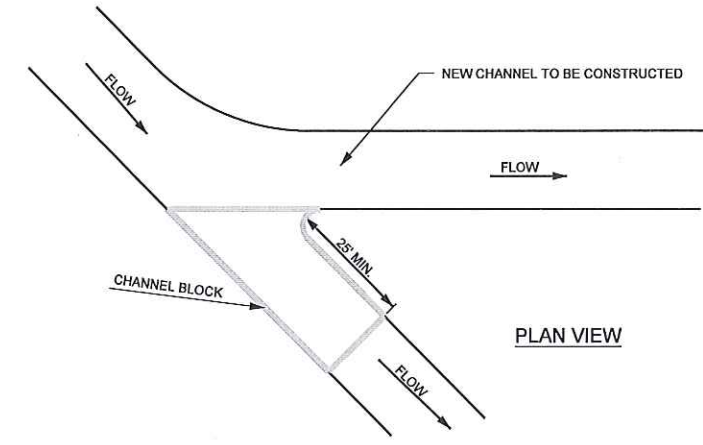 FLOW
NEW CHANNEL TO BE CONSTRUCTED
FLOW
25' MIN.
CHANNEL BLOCK
PLAN VIEW
FLOW